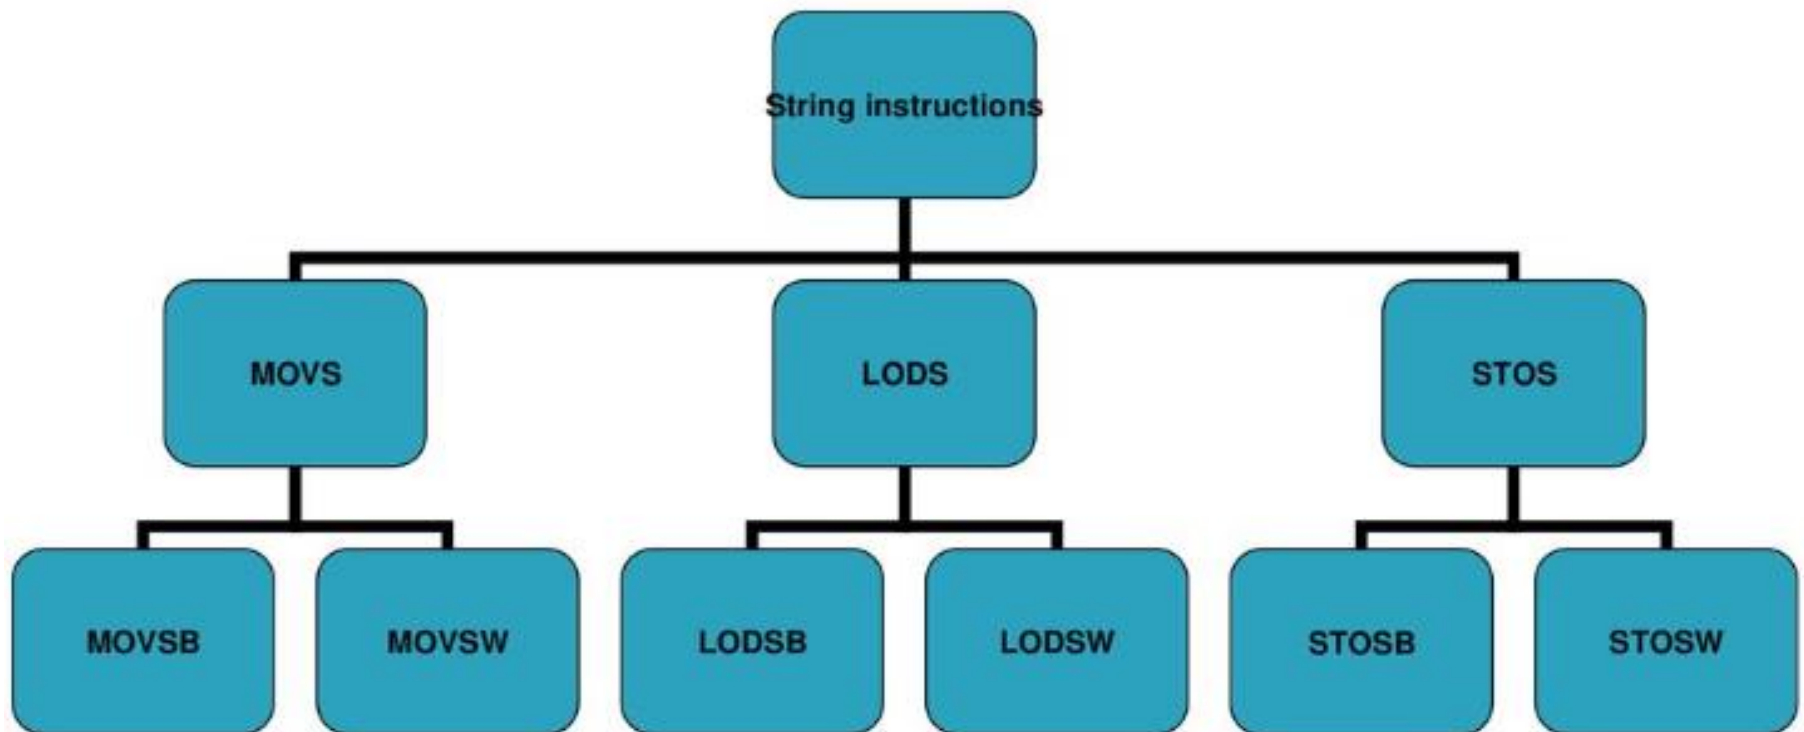 String instructions
MOVS
LODS
STOS
MOVSB
MOVSW
LODSB
LODSW
STOSB
STOSW